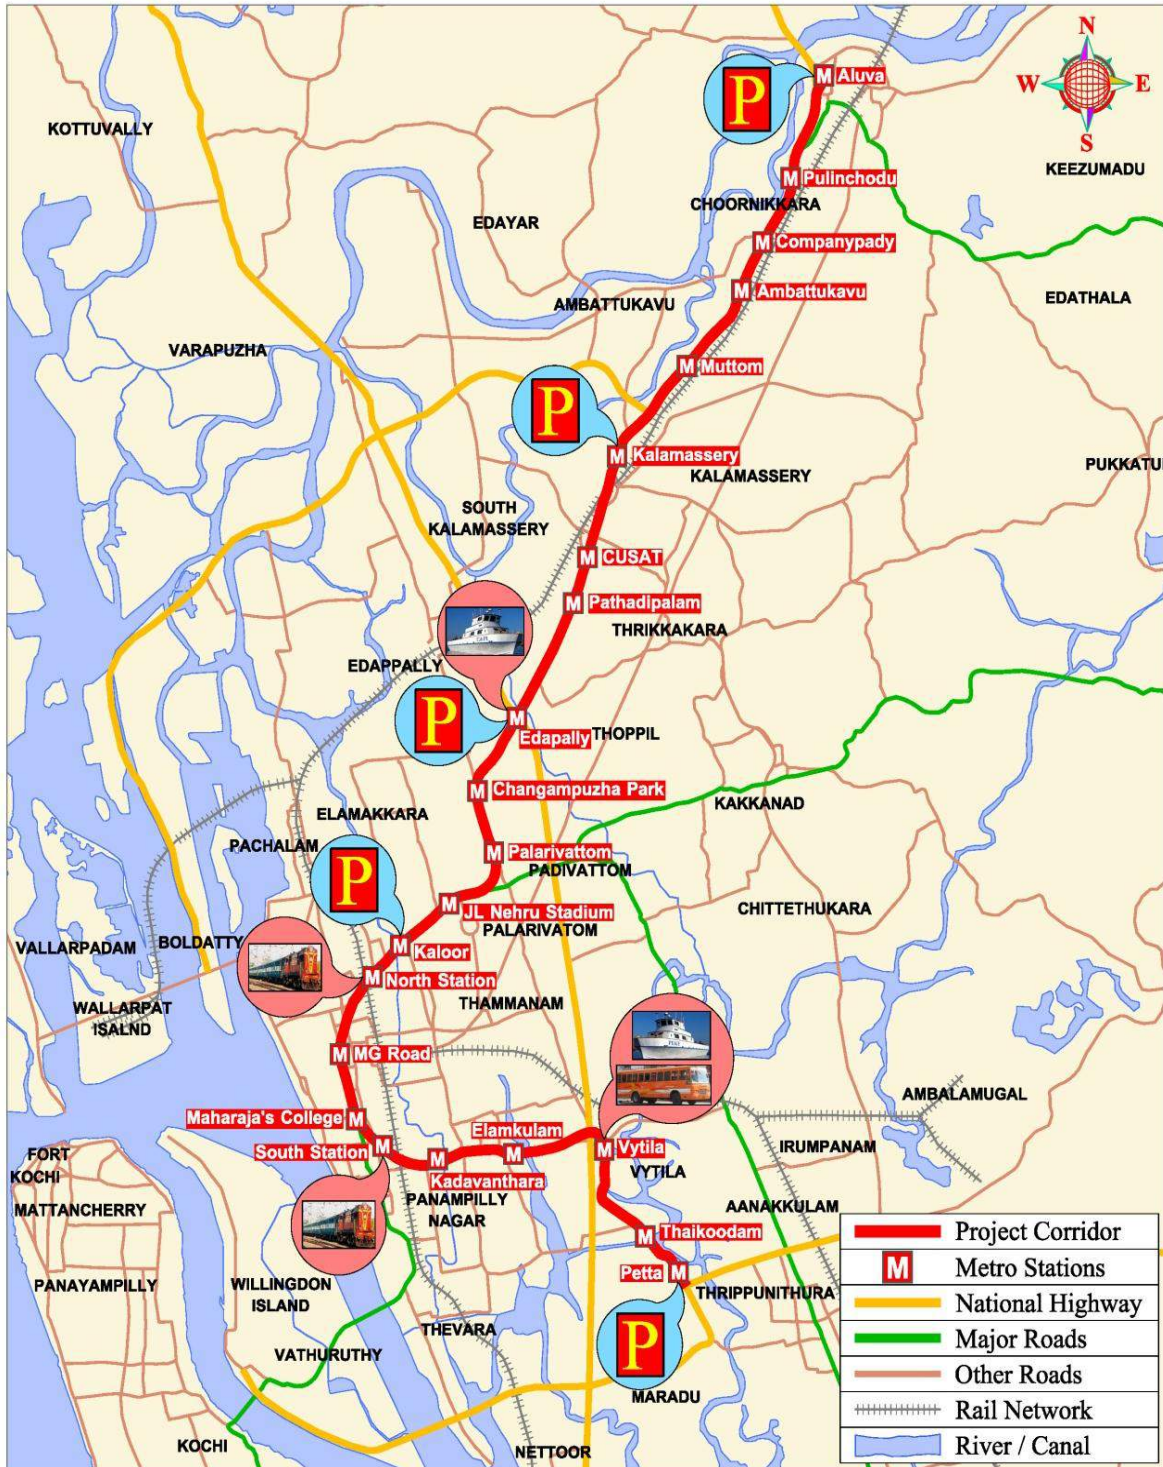 N
P
M Aluva
W E
S
KOTTUVALLY
KEEZUMADU
M Pulinchodu
CHOORNIKKARA
EDAYAR
M Companypady
M Ambattukavu
EDATHALA
AMBATTUKAVU
VARAPUZHA
M Muttom
P
M Kalamassery
KALAMASSERY
PUKKATU
SOUTH
KALAMASSERY
M CUSAT
M Pathadipalam
THRIKKAKARA
EDAPPALLY
P
M
Edapally
THOPPIL
M Changampuzha Park
KAKKANAD
ELAMAKKARA
PACHALAM
M Palarivattom
PADIVATTOM
P
M
JL Nehru Stadium
CHITTETHUKARA
PALARIVATOM
BOLDATTY
VALLARPADAM
M Kaloor
M North Station
THAMMANAM
WALLARPAT
ISALND
M MG Road
AMBALAMUGAL
Maharaja's College M
Elamkulam
M
South Station M
M
Kadavanthara
M Vytila
VYTILA
IRUMPANAM
FORT
KOCHI
MATTANCHERRY
PANAMPILLY
NAGAR
AANAKKULAM
M Thaikoodam
Petta M
PANAYAMPILLY
WILLINGDON
ISLAND
THRIPPUNITHURA
THEVARA
P
VATHURUTHY
MARADU
KOCHI
NETTOOR
Project Corridor
M Metro Stations
National Highway
Major Roads
Other Roads
Rail Network
River / Canal